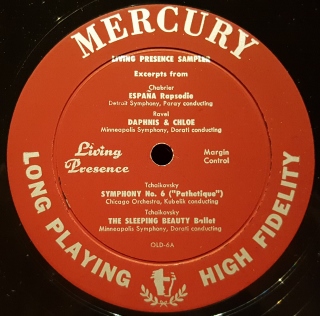 MERCURY
LIVING PRESENCE SAMPLER
Excerpts from
Chabrier
ESPAÑA Rapsodie
Detroit Symphony, Paray conducting
Ravel
DAPHNIS & CHLOE
Minneapolis Symphony, Dorati conducting
Living
Presence
Margin
Control
Tchaikovsky
SYMPHONY No. 6 ("Pathetique")
Chicago Orchestra, Kubelik conducting
Tchaikovsky
THE SLEEPING BEAUTY Ballet
Minneapolis Symphony, Dorati conducting
OLD-6A
LONG PLAYING
HIGH FIDELITY